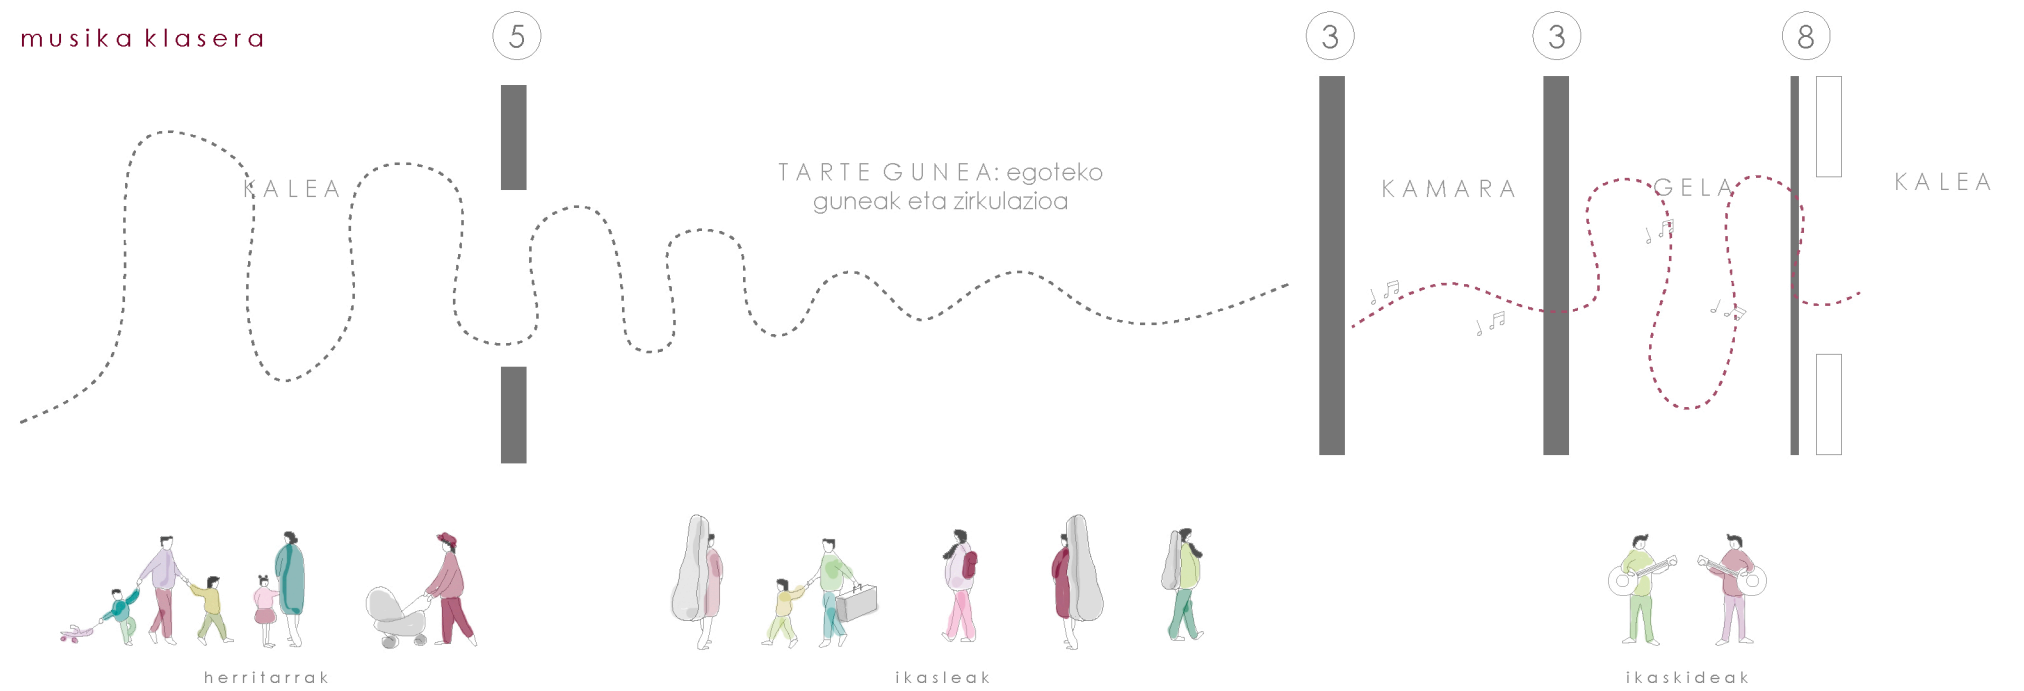 musika klasera
5
3
3
8
KALEA
TARTE GUNEA: egoteko
guneak eta zirkulazioa
KAMARA
GELA
KALEA
herritarrak
ikasleak
ikaskideak